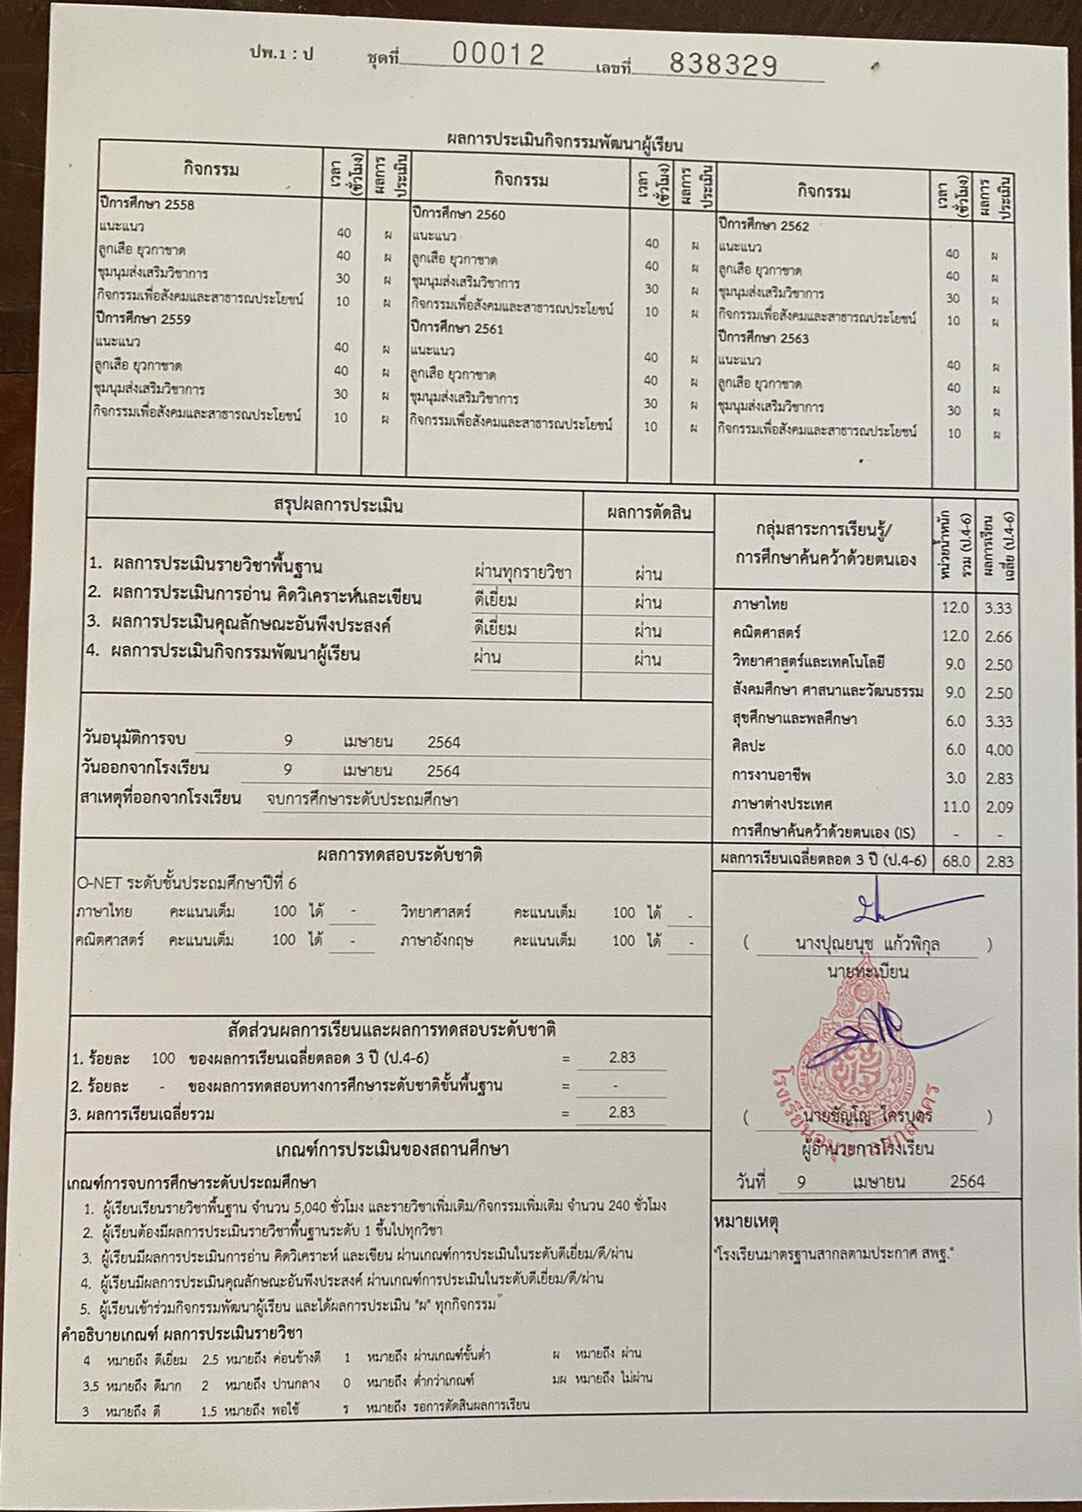 ปพ.1 : ป ชุดที่ 00012 เลขที่ 838329
ผลการประเมินกิจกรรมพัฒนาผู้เรียน
กิจกรรม เวลา (ชั่วโมง) ผลการประเมิน กิจกรรม เวลา (ชั่วโมง) ผลการประเมิน กิจกรรม เวลา (ชั่วโมง) ผลการประเมิน
ปีการศึกษา 2558
แนะแนว 40 ผ
ลูกเสือ ยุวกาชาด 40 ผ
ชุมนุมส่งเสริมวิชาการ 30 ผ
กิจกรรมเพื่อสังคมและสาธารณประโยชน์ 10 ผ
ปีการศึกษา 2559
แนะแนว 40 ผ
ลูกเสือ ยุวกาชาด 40 ผ
ชุมนุมส่งเสริมวิชาการ 30 ผ
กิจกรรมเพื่อสังคมและสาธารณประโยชน์ 10 ผ
ปีการศึกษา 2560
แนะแนว 40 ผ
ลูกเสือ ยุวกาชาด 40 ผ
ชุมนุมส่งเสริมวิชาการ 30 ผ
กิจกรรมเพื่อสังคมและสาธารณประโยชน์ 10 ผ
ปีการศึกษา 2561
แนะแนว 40 ผ
ลูกเสือ ยุวกาชาด 40 ผ
ชุมนุมส่งเสริมวิชาการ 30 ผ
กิจกรรมเพื่อสังคมและสาธารณประโยชน์ 10 ผ
ปีการศึกษา 2562
แนะแนว 40 ผ
ลูกเสือ ยุวกาชาด 40 ผ
ชุมนุมส่งเสริมวิชาการ 30 ผ
กิจกรรมเพื่อสังคมและสาธารณประโยชน์ 10 ผ
ปีการศึกษา 2563
แนะแนว 40 ผ
ลูกเสือ ยุวกาชาด 40 ผ
ชุมนุมส่งเสริมวิชาการ 30 ผ
กิจกรรมเพื่อสังคมและสาธารณประโยชน์ 10 ผ
สรุปผลการประเมิน ผลการตัดสิน
1. ผลการประเมินรายวิชาพื้นฐาน ผ่านทุกรายวิชา ผ่าน
2. ผลการประเมินการอ่าน คิดวิเคราะห์และเขียน ดีเยี่ยม ผ่าน
3. ผลการประเมินคุณลักษณะอันพึงประสงค์ ดีเยี่ยม ผ่าน
4. ผลการประเมินกิจกรรมพัฒนาผู้เรียน ผ่าน ผ่าน
วันอนุมัติการจบ 9 เมษายน 2564
วันออกจากโรงเรียน 9 เมษายน 2564
สาเหตุที่ออกจากโรงเรียน จบการศึกษาระดับประถมศึกษา
ผลการทดสอบระดับชาติ
O-NET ระดับชั้นประถมศึกษาปีที่ 6
ภาษาไทย คะแนนเต็ม 100 ได้ - วิทยาศาสตร์ คะแนนเต็ม 100 ได้ -
คณิตศาสตร์ คะแนนเต็ม 100 ได้ - ภาษาอังกฤษ คะแนนเต็ม 100 ได้ -
สัดส่วนผลการเรียนและผลการทดสอบระดับชาติ
1. ร้อยละ 100 ของผลการเรียนเฉลี่ยตลอด 3 ปี (ป.4-6) = 2.83
2. ร้อยละ - ของผลการทดสอบทางการศึกษาระดับชาติขั้นพื้นฐาน = -
3. ผลการเรียนเฉลี่ยรวม = 2.83
เกณฑ์การประเมินของสถานศึกษา
เกณฑ์การจบการศึกษาระดับประถมศึกษา
1. ผู้เรียนเรียนรายวิชาพื้นฐาน จำนวน 5,040 ชั่วโมง และรายวิชาเพิ่มเติม/กิจกรรมเพิ่มเติม จำนวน 240 ชั่วโมง
2. ผู้เรียนต้องมีผลการประเมินรายวิชาพื้นฐานระดับ 1 ขึ้นไปทุกวิชา
3. ผู้เรียนมีผลการประเมินการอ่าน คิดวิเคราะห์ และเขียน ผ่านเกณฑ์การประเมินในระดับดีเยี่ยม/ดี/ผ่าน
4. ผู้เรียนมีผลการประเมินคุณลักษณะอันพึงประสงค์ ผ่านเกณฑ์การประเมินในระดับดีเยี่ยม/ดี/ผ่าน
5. ผู้เรียนเข้าร่วมกิจกรรมพัฒนาผู้เรียน และได้ผลการประเมิน "ผ" ทุกกิจกรรม
คำอธิบายเกณฑ์ ผลการประเมินรายวิชา
4 หมายถึง ดีเยี่ยม 2.5 หมายถึง ค่อนข้างดี 1 หมายถึง ผ่านเกณฑ์ขั้นต่ำ ผ หมายถึง ผ่าน
3.5 หมายถึง ดีมาก 2 หมายถึง ปานกลาง 0 หมายถึง ต่ำกว่าเกณฑ์ มผ หมายถึง ไม่ผ่าน
3 หมายถึง ดี 1.5 หมายถึง พอใช้ ร หมายถึง รอการตัดสินผลการเรียน
กลุ่มสาระการเรียนรู้/ การศึกษาค้นคว้าด้วยตนเอง หน่วยน้ำหนักรวม (ป.4-6) ผลการเรียนเฉลี่ย (ป.4-6)
ภาษาไทย 12.0 3.33
คณิตศาสตร์ 12.0 2.66
วิทยาศาสตร์และเทคโนโลยี 9.0 2.50
สังคมศึกษา ศาสนาและวัฒนธรรม 9.0 2.50
สุขศึกษาและพลศึกษา 6.0 3.33
ศิลปะ 6.0 4.00
การงานอาชีพ 3.0 2.83
ภาษาต่างประเทศ 11.0 2.09
การศึกษาค้นคว้าด้วยตนเอง (IS) - -
ผลการเรียนเฉลี่ยตลอด 3 ปี (ป.4-6) 68.0 2.83
( นางปุณยนุช แก้วพิกุล )
นายทะเบียน
( นายชัญโญ ไครบุตร์ )
ผู้อำนวยการโรงเรียน
วันที่ 9 เมษายน 2564
หมายเหตุ
"โรงเรียนมาตรฐานสากลตามประกาศ สพฐ."